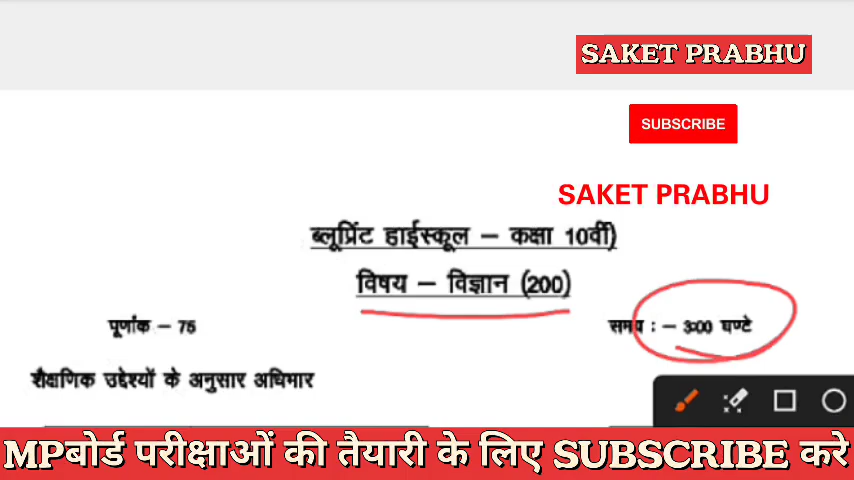 SAKET PRABHU
SUBSCRIBE
SAKET PRABHU
ब्लूप्रिंट हाईस्कूल – कक्षा 10वीं)
विषय – विज्ञान (200)
पूर्णांक – 75
समय : – 3:00 घण्टे
शैक्षणिक उद्देश्यों के अनुसार अधिभार
MPबोर्ड परीक्षाओं की तैयारी के लिए SUBSCRIBE करे